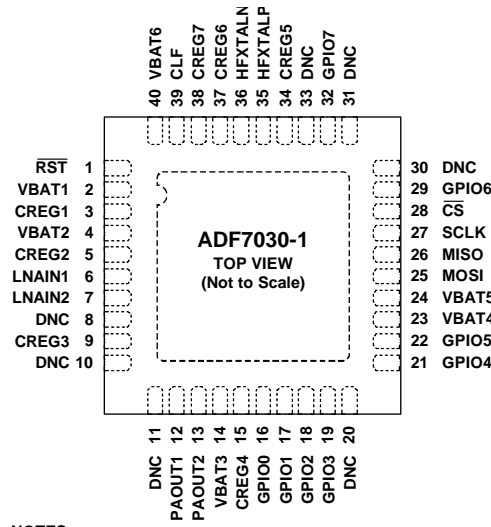 40 VBAT6
39 CLF
38 CREG7
37 CREG6
36 HFXTALN
35 HFXTALP
34 CREG5
33 DNC
32 GPIO7
31 DNC
RST 1
VBAT1 2
CREG1 3
VBAT2 4
CREG2 5
LNAIN1 6
LNAIN2 7
DNC 8
CREG3 9
DNC 10
ADF7030-1
TOP VIEW
(Not to Scale)
30 DNC
29 GPIO6
28 CS
27 SCLK
26 MISO
25 MOSI
24 VBAT5
23 VBAT4
22 GPIO5
21 GPIO4
DNC 11
PAOUT1 12
PAOUT2 13
VBAT3 14
CREG4 15
GPIO0 16
GPIO1 17
GPIO2 18
GPIO3 19
DNC 20